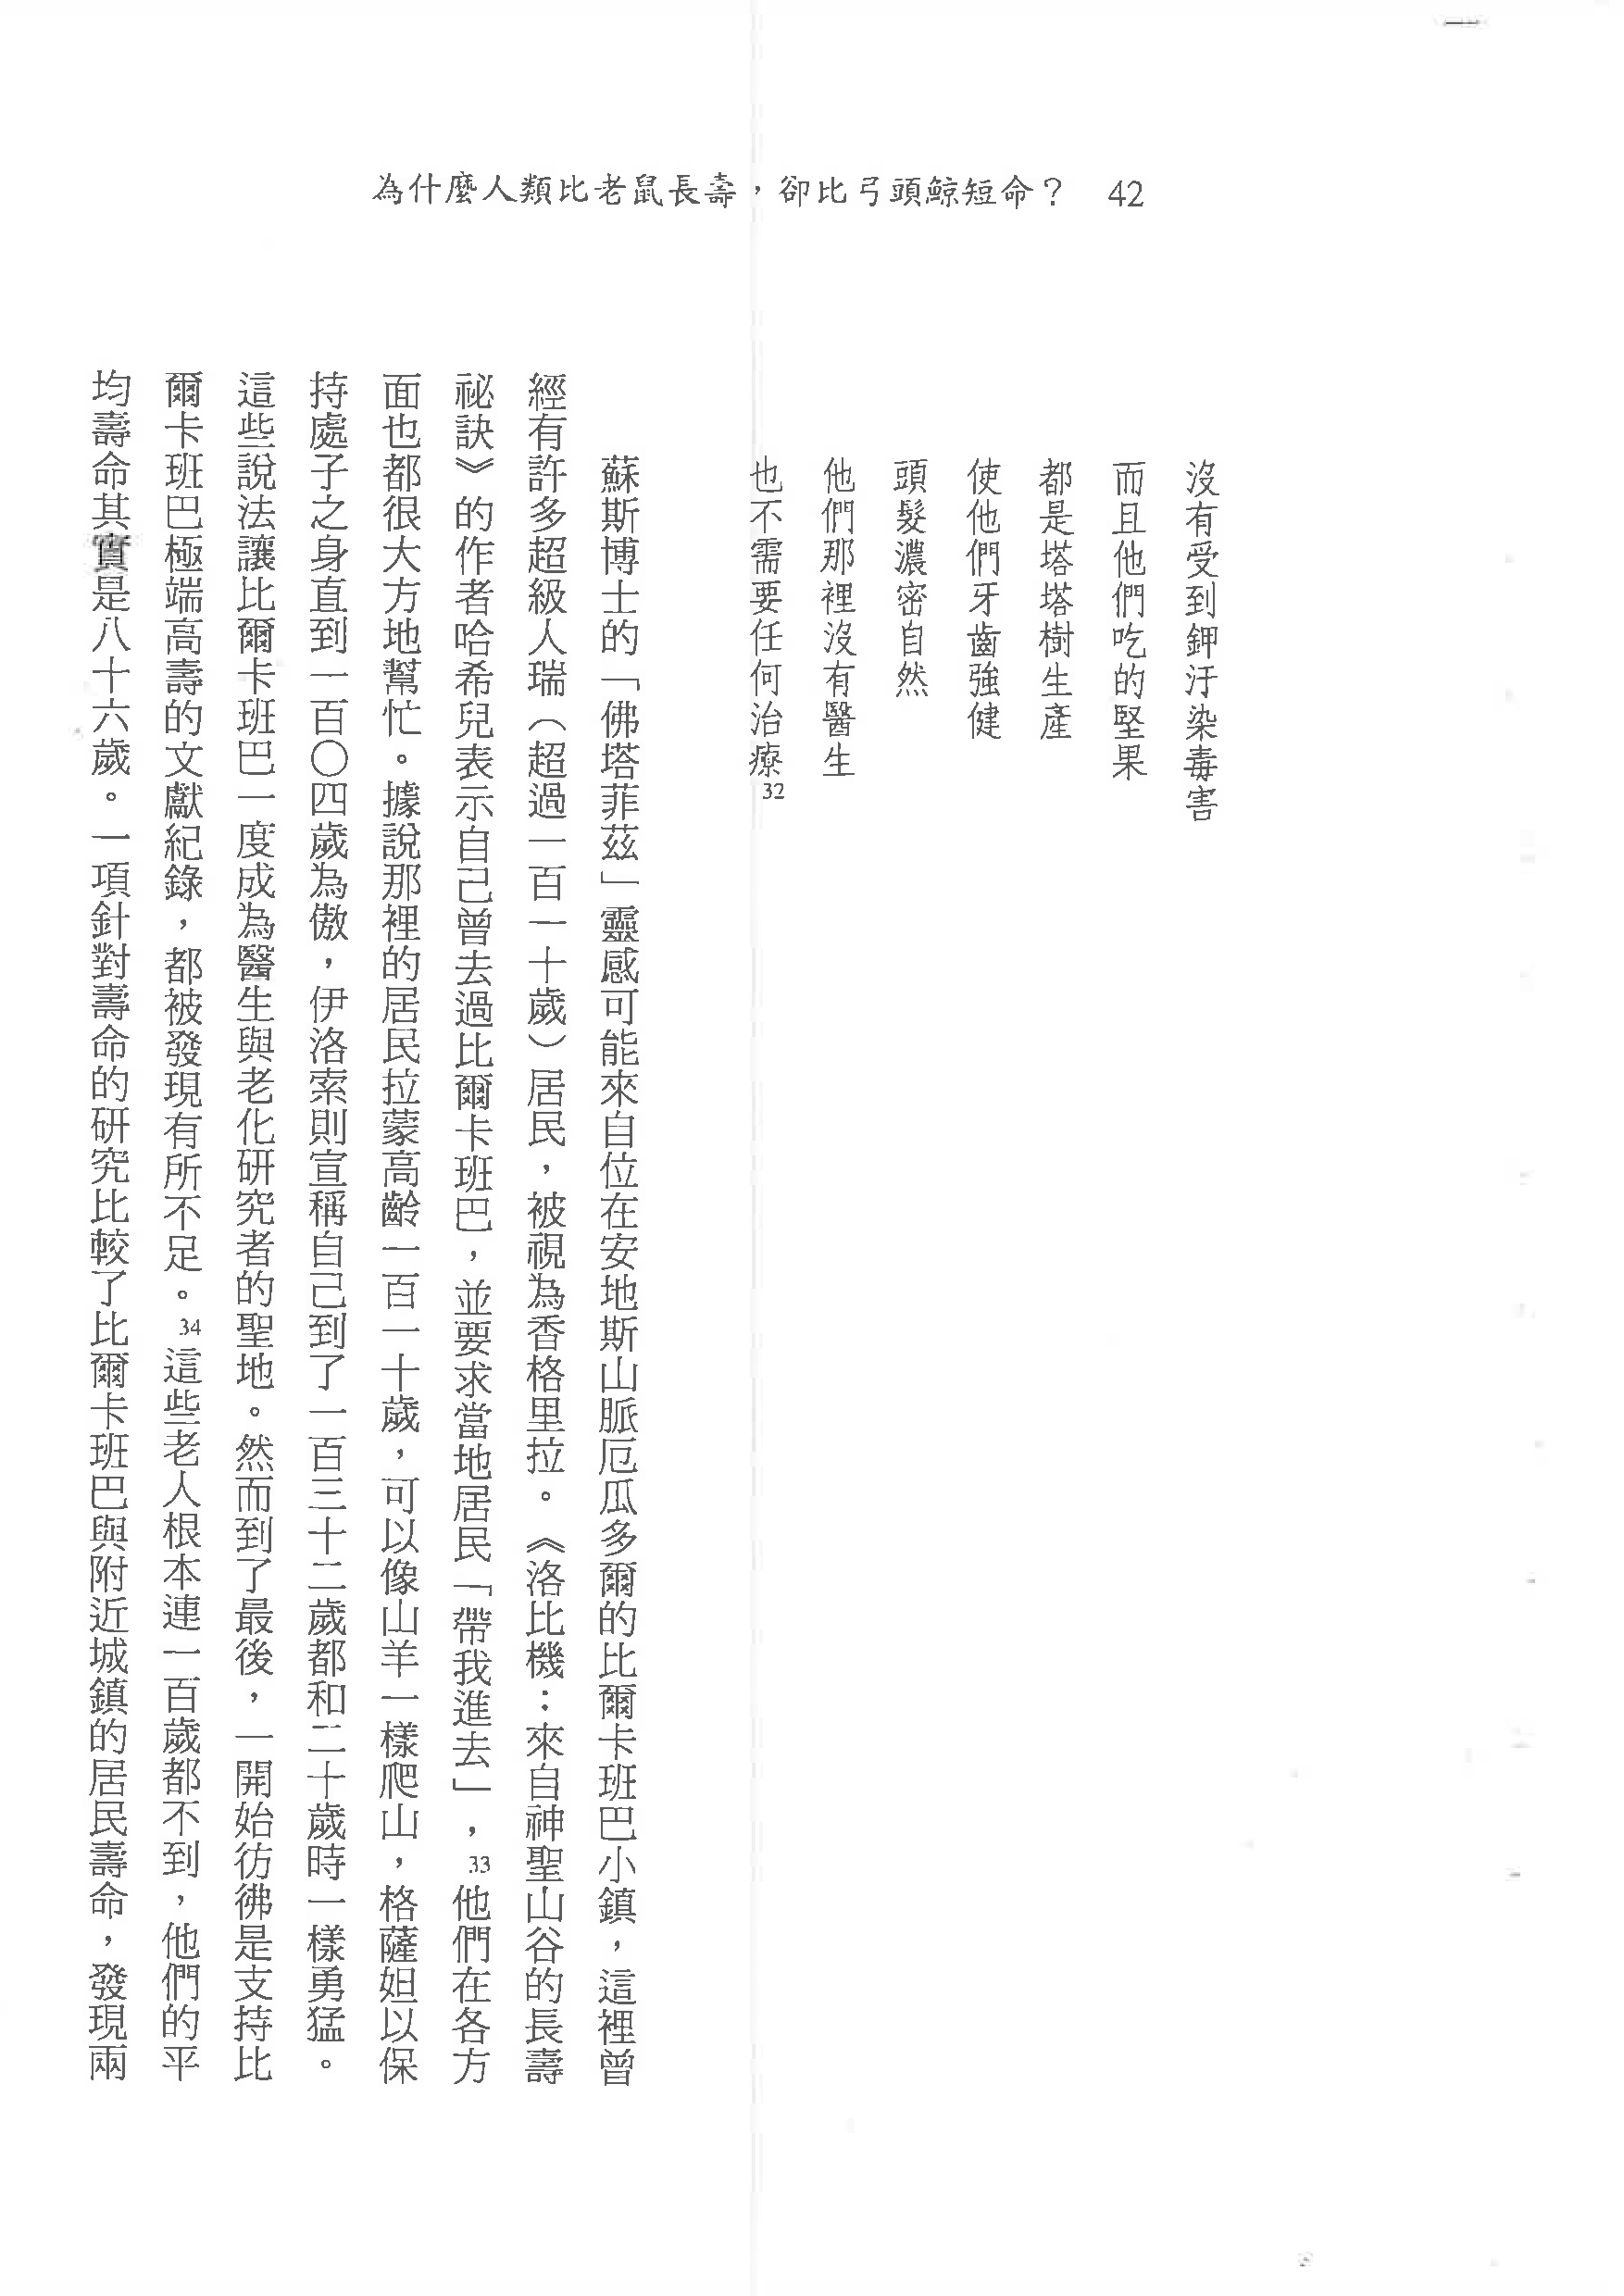 為什麼人類比老鼠長壽，卻比弓頭鯨短命？ 42
沒有受到鉀汙染毒害
而且他們吃的堅果
都是塔塔樹生產
使他們牙齒強健
頭髮濃密自然
他們那裡沒有醫生
也不需要任何治療32
蘇斯博士的「佛塔菲茲」靈感可能來自位在安地斯山脈厄瓜多爾的比爾卡班巴小鎮，這裡曾
經有許多超級人瑞（超過一百一十歲）居民，被視為香格里拉。《洛比機：來自神聖山谷的長壽
祕訣》的作者哈希兒表示自己曾去過比爾卡班巴，並要求當地居民「帶我進去」，33他們在各方
面也都很大方地幫忙。據說那裡的居民拉蒙高齡一百一十歲，可以像山羊一樣爬山，格薩妲以保
持處子之身直到一百〇四歲為傲，伊洛索則宣稱自己到了一百三十二歲都和二十歲時一樣勇猛。
這些說法讓比爾卡班巴一度成為醫生與老化研究者的聖地。然而到了最後，一開始彷彿是支持比
爾卡班巴極端高壽的文獻紀錄，都被發現有所不足。34這些老人根本連一百歲都不到，他們的平
均壽命其實是八十六歲。一項針對壽命的研究比較了比爾卡班巴與附近城鎮的居民壽命，發現兩